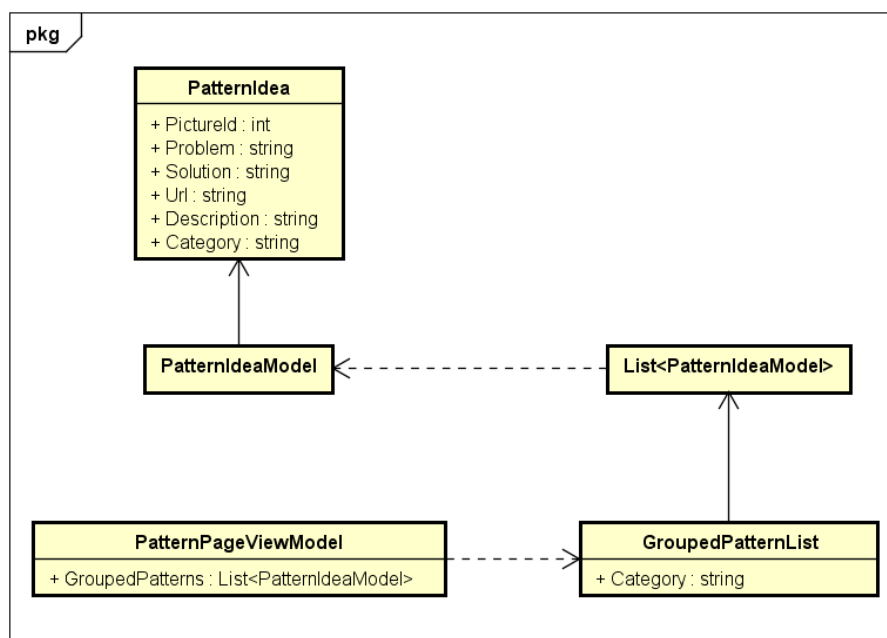 pkg
PatternIdea
+ PictureId : int
+ Problem : string
+ Solution : string
+ Url : string
+ Description : string
+ Category : string
PatternIdeaModel
List<PatternIdeaModel>
PatternPageViewModel
+ GroupedPatterns : List<PatternIdeaModel>
GroupedPatternList
+ Category : string